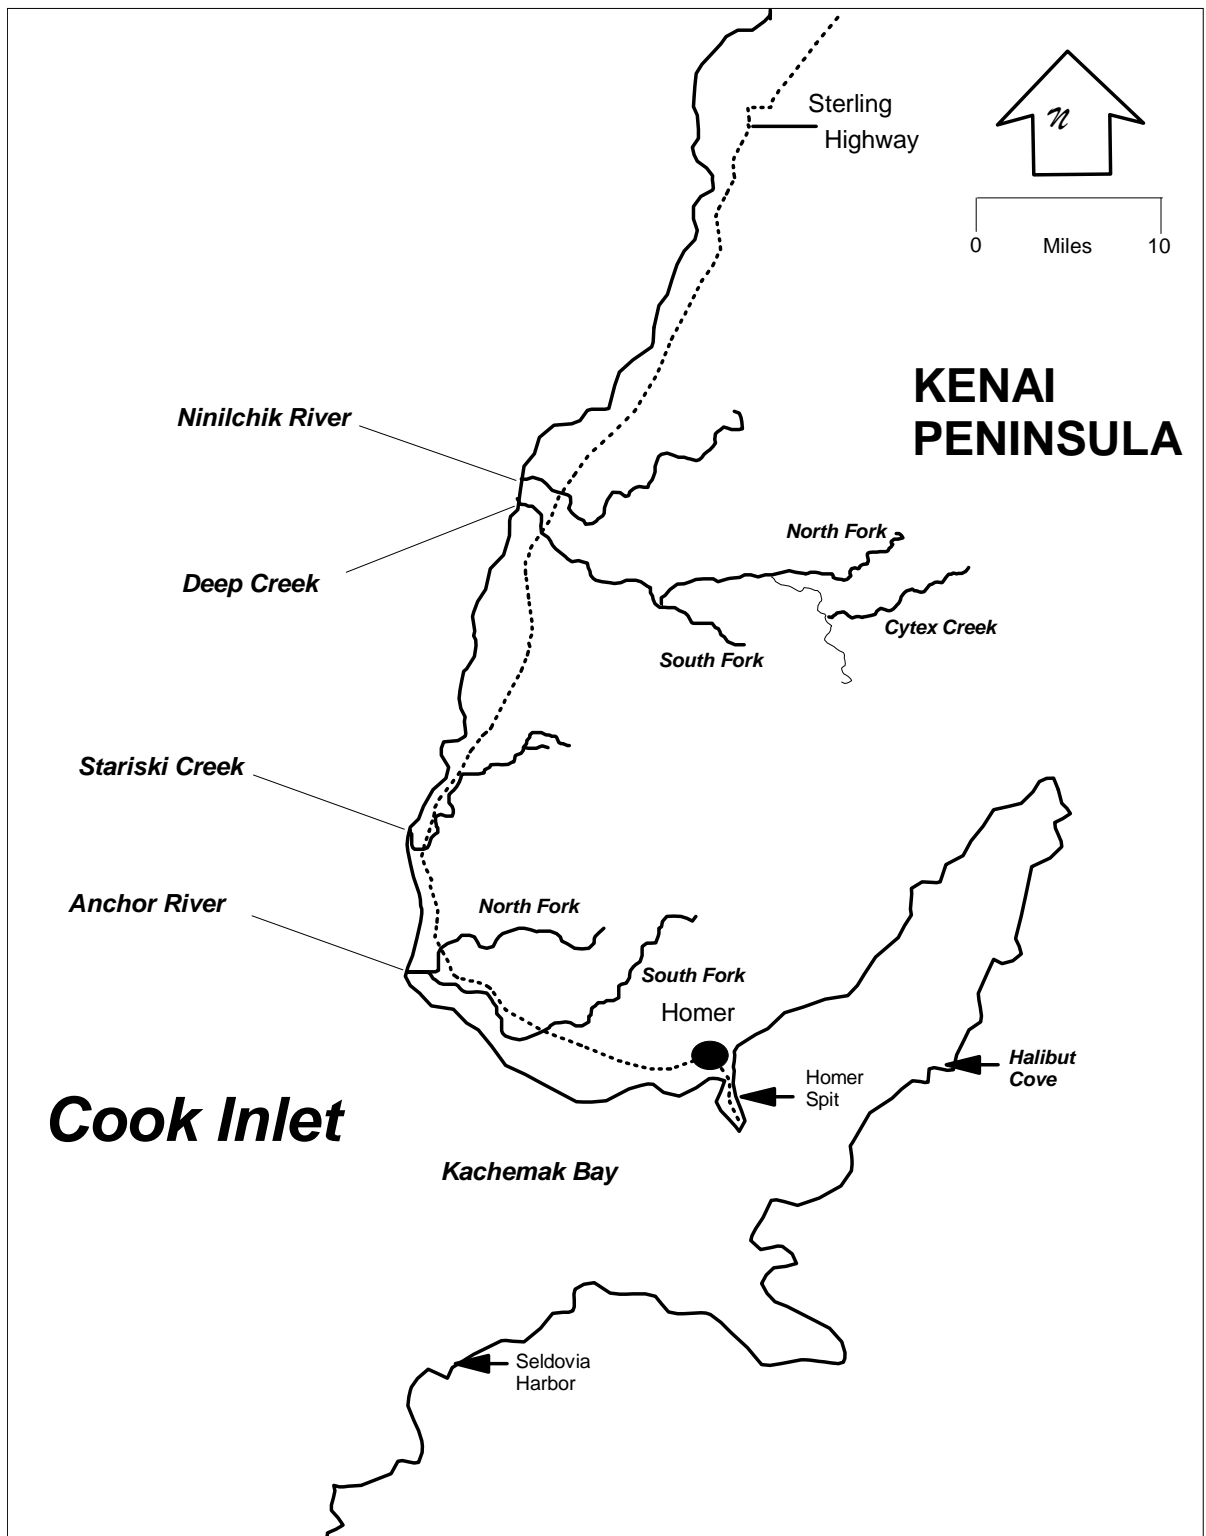 Sterling
Highway
N
0 Miles 10
KENAI
PENINSULA
Ninilchik River
North Fork
Deep Creek
Cytex Creek
South Fork
Stariski Creek
Anchor River
North Fork
South Fork
Homer
Halibut
Cove
Homer
Spit
Cook Inlet
Kachemak Bay
Seldovia
Harbor